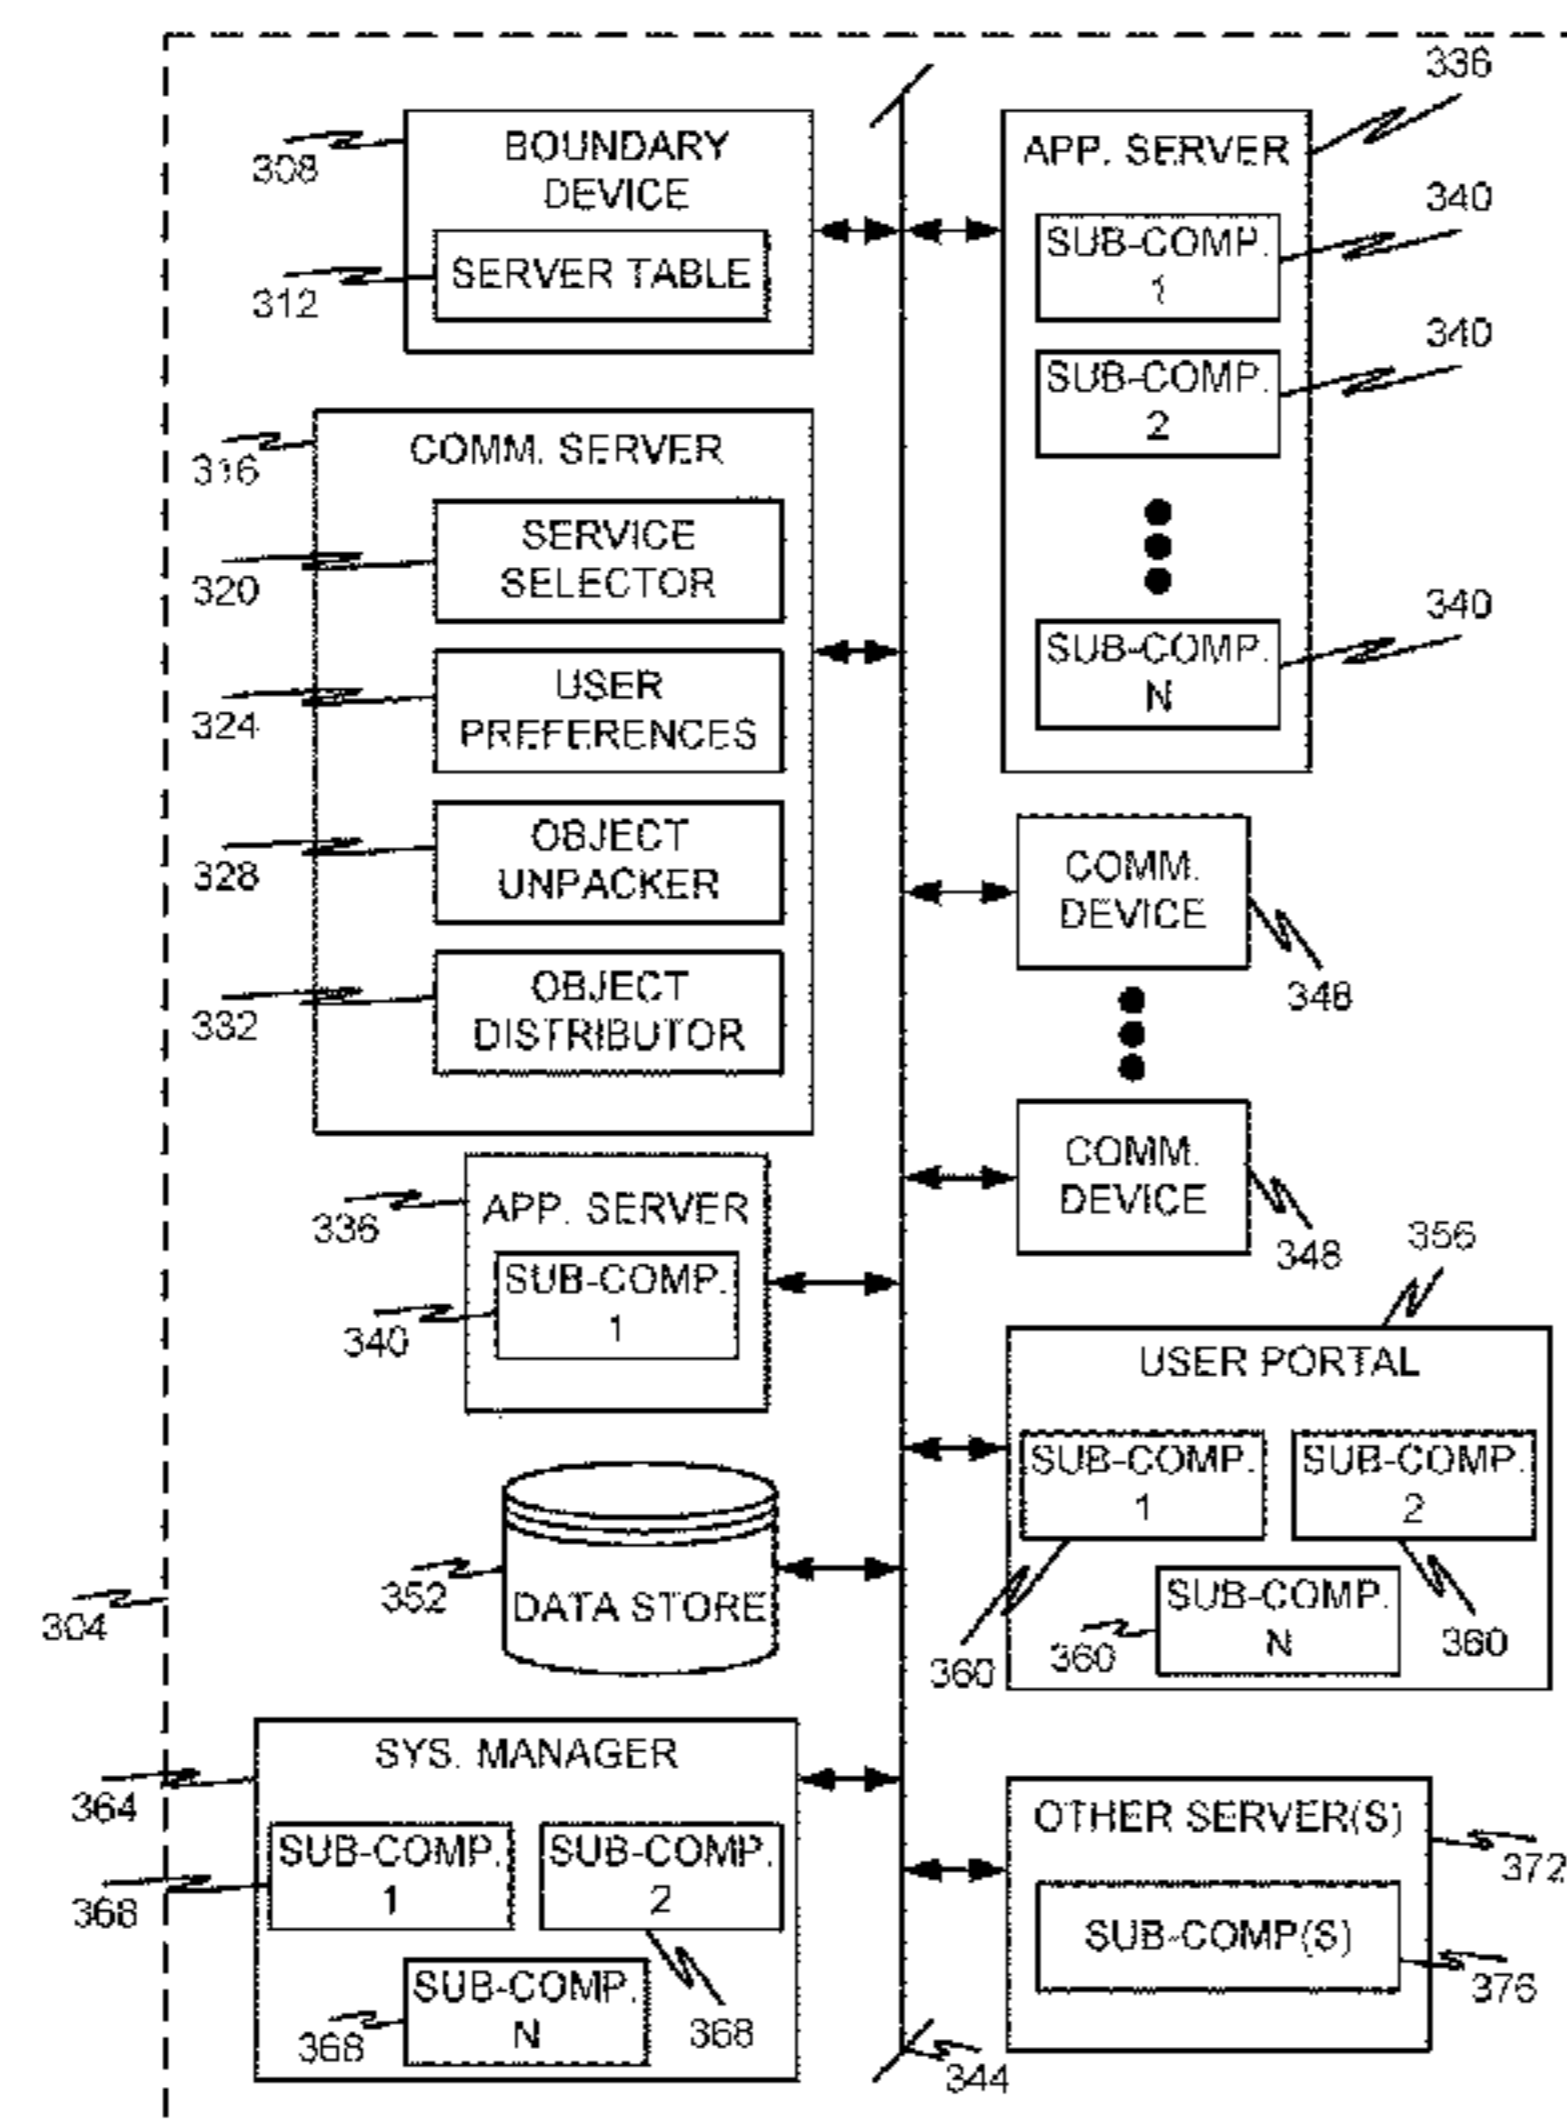 336
308
BOUNDARY
DEVICE
APP. SERVER
340
SUB-COMP.
1
312
SERVER TABLE
340
SUB-COMP.
2
316
COMM. SERVER
320
SERVICE
SELECTOR
340
SUB-COMP.
N
324
USER
PREFERENCES
328
OBJECT
UNPACKER
COMM.
DEVICE
348
332
OBJECT
DISTRIBUTOR
COMM.
DEVICE
348
336
APP. SERVER
340
SUB-COMP.
1
356
USER PORTAL
SUB-COMP.
1
SUB-COMP.
2
360
360
SUB-COMP.
N
360
352
DATA STORE
304
364
SYS. MANAGER
368
SUB-COMP.
1
SUB-COMP.
2
368
SUB-COMP.
N
368
OTHER SERVER(S)
372
SUB-COMP(S)
376
344